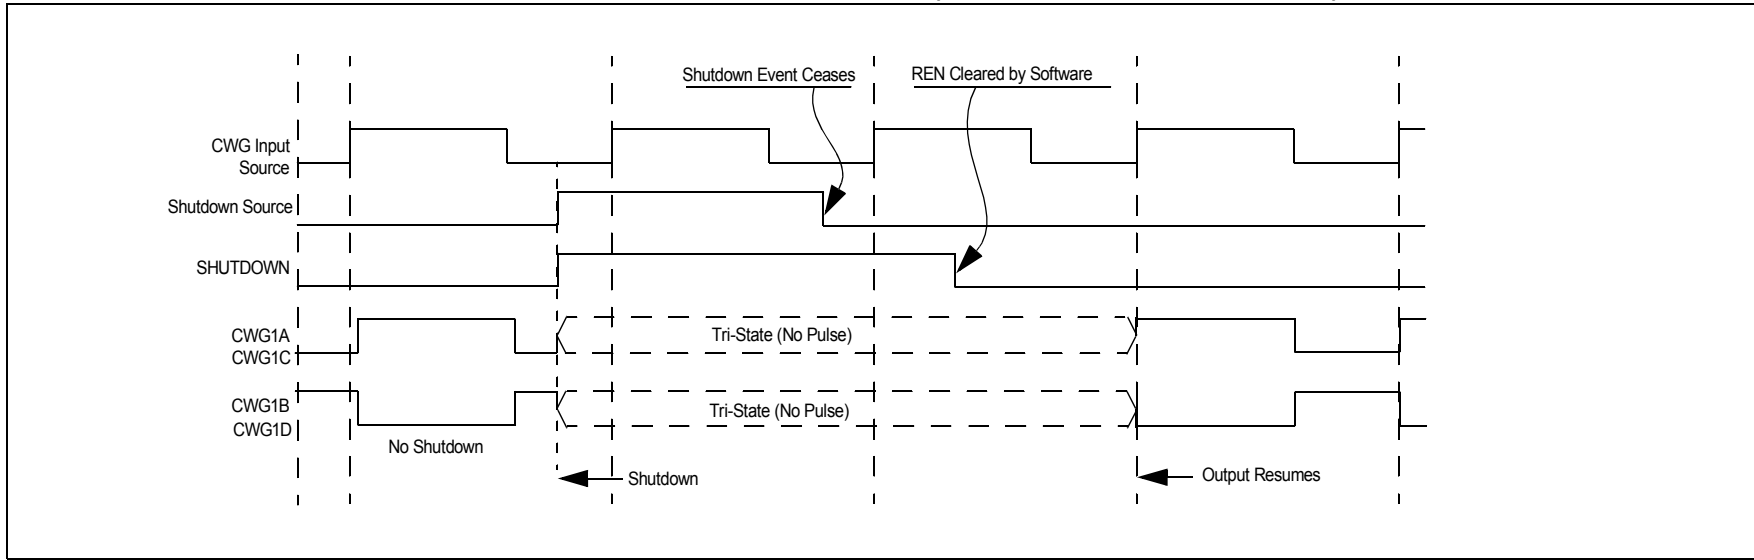 Shutdown Event Ceases
REN Cleared by Software
CWG Input
Source
Shutdown Source
SHUTDOWN
CWG1A
CWG1C
Tri-State (No Pulse)
CWG1B
CWG1D
Tri-State (No Pulse)
No Shutdown
Shutdown
Output Resumes